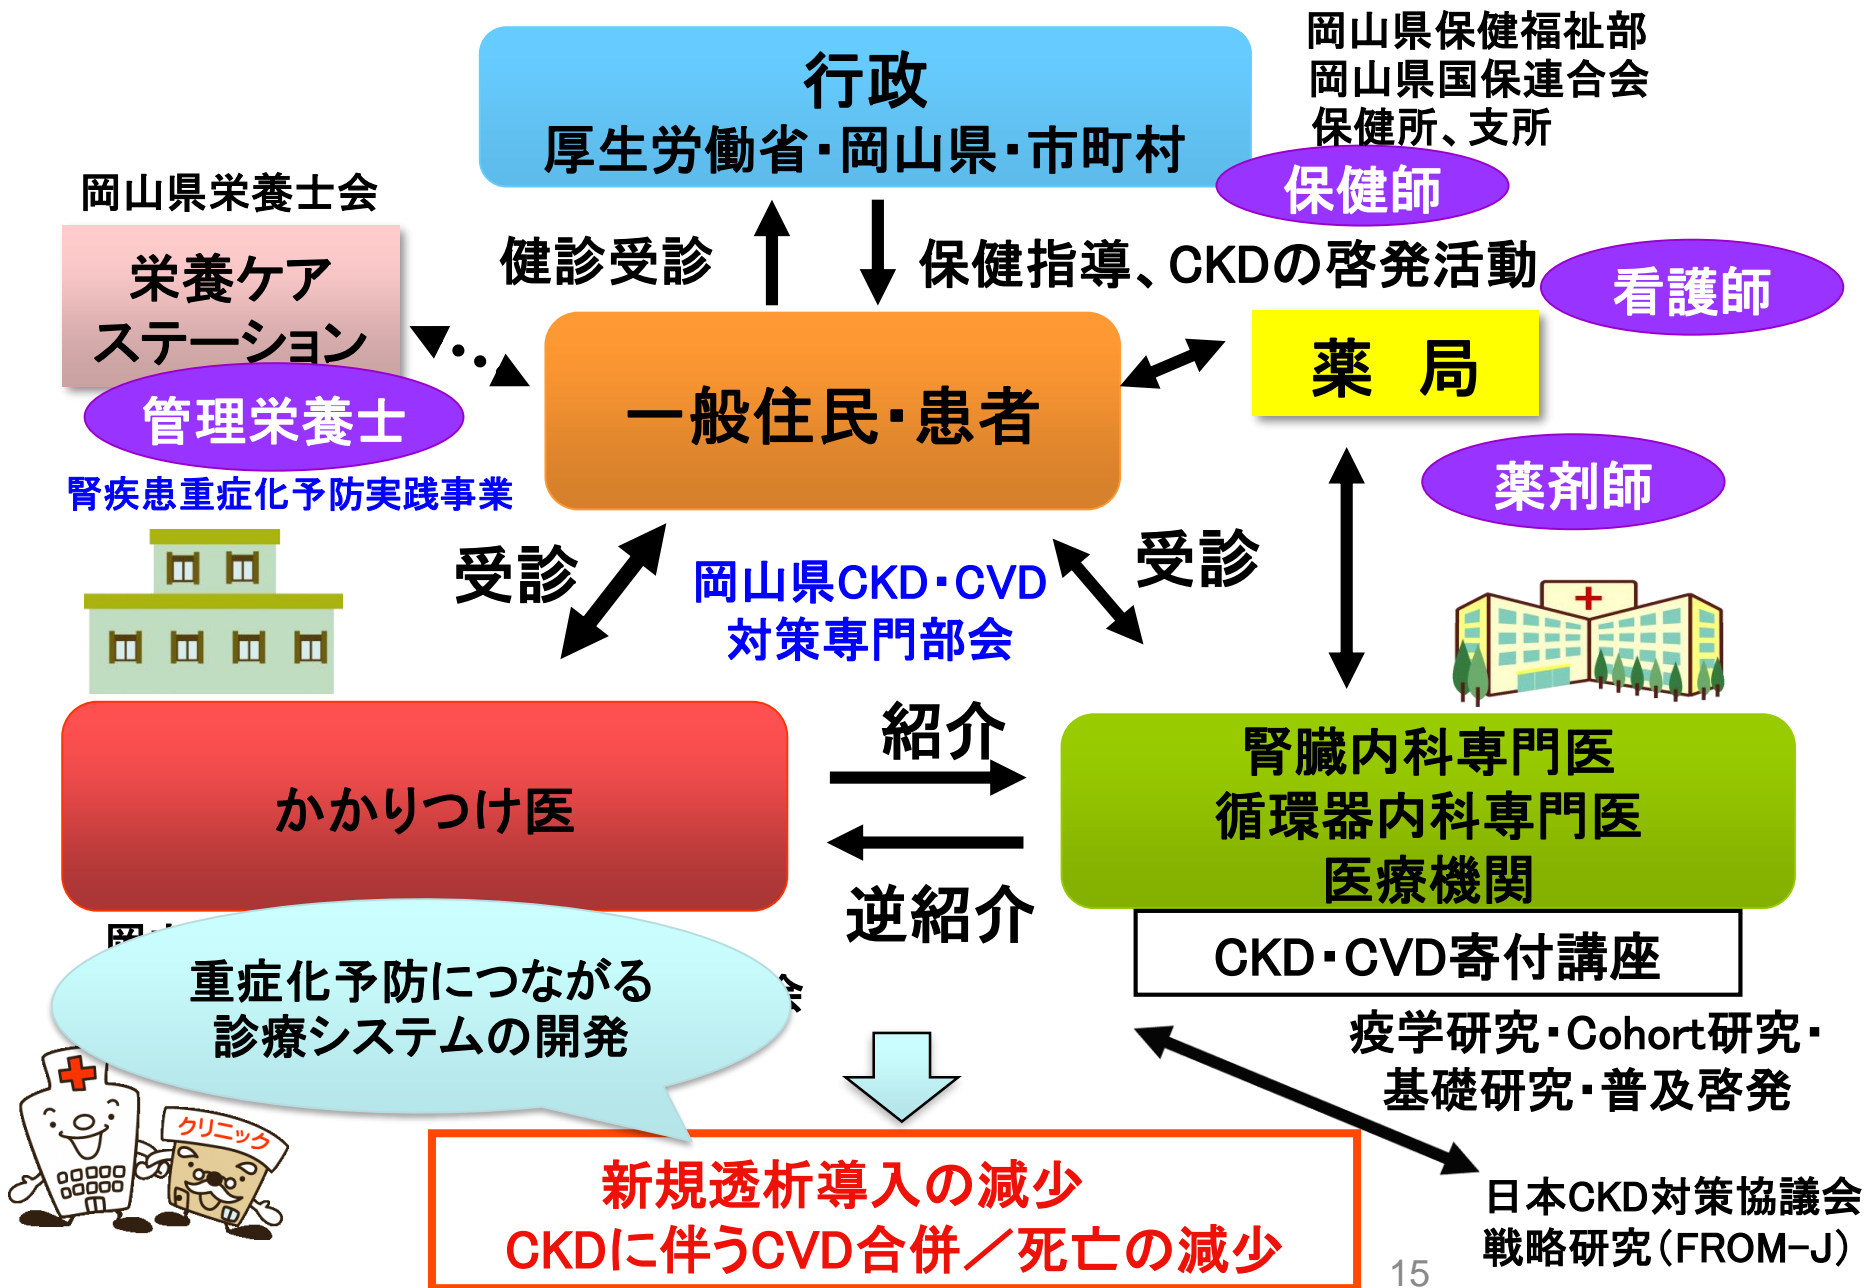 行政
厚生労働省・岡山県・市町村
岡山県保健福祉部
岡山県国保連合会
保健所、支所
保健師
岡山県栄養士会
栄養ケア
ステーション
管理栄養士
腎疾患重症化予防実践事業
健診受診
保健指導、CKDの啓発活動
看護師
薬 局
薬剤師
一般住民・患者
受診
岡山県CKD・CVD
対策専門部会
受診
かかりつけ医
紹介
逆紹介
腎臓内科専門医
循環器内科専門医
医療機関
CKD・CVD寄付講座
疫学研究・Cohort研究・
基礎研究・普及啓発
重症化予防につながる
診療システムの開発
クリニック
新規透析導入の減少
CKDに伴うCVD合併／死亡の減少
日本CKD対策協議会
戦略研究(FROM-J)
15